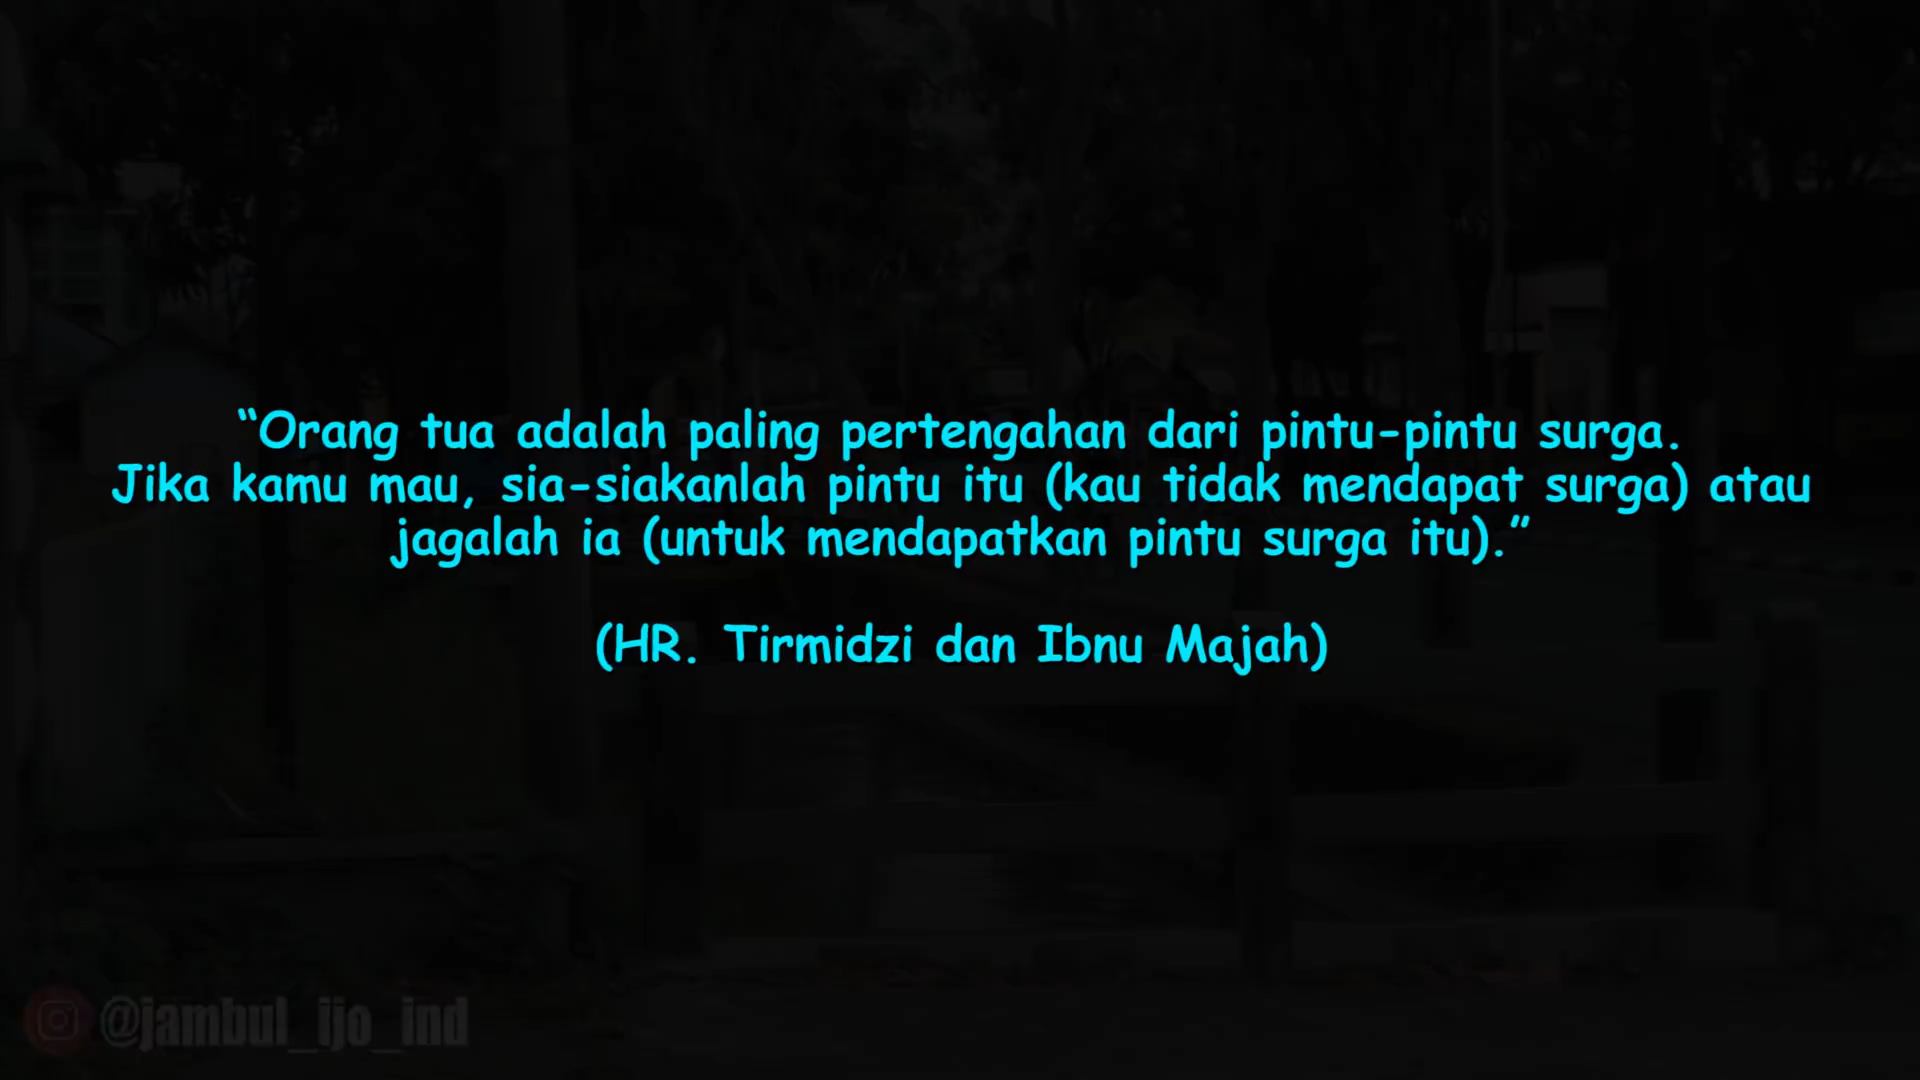 “Orang tua adalah paling pertengahan dari pintu-pintu surga.
Jika kamu mau, sia-siakanlah pintu itu (kau tidak mendapat surga) atau
jagalah ia (untuk mendapatkan pintu surga itu).”
(HR. Tirmidzi dan Ibnu Majah)
@jambul_ijo_ind